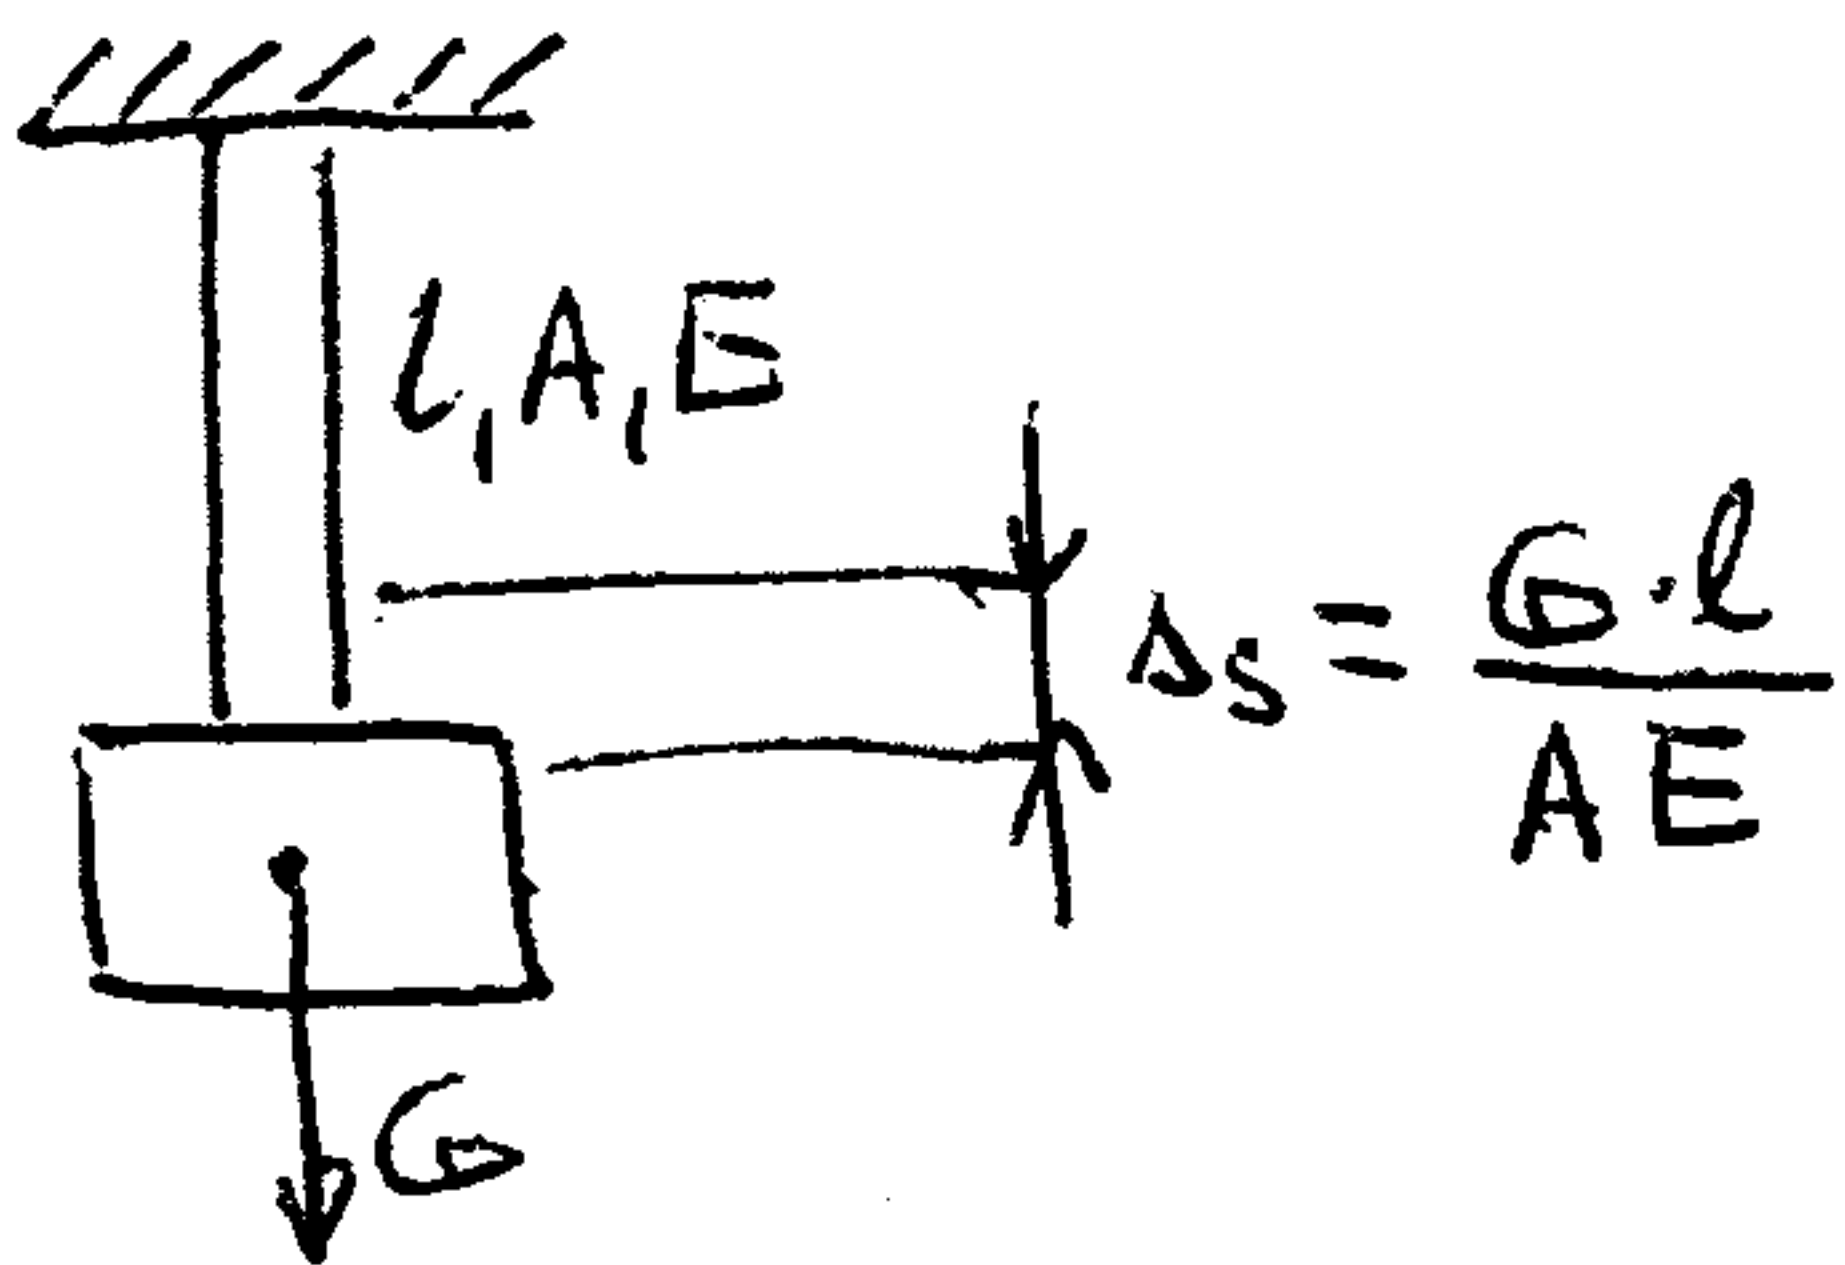 l, A, E
Δs = G·l / AE
G